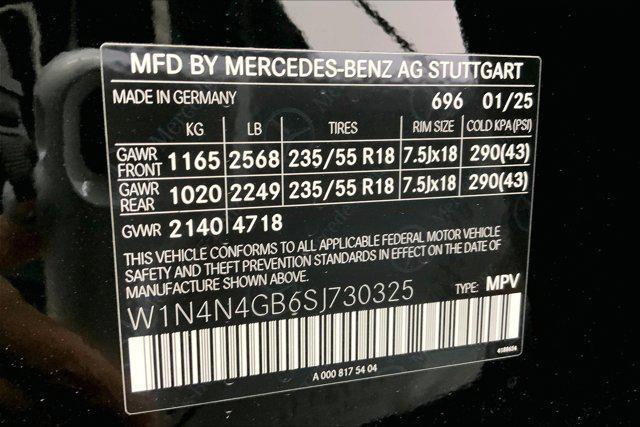 MFD BY MERCEDES-BENZ AG STUTTGART
MADE IN GERMANY 696 01/25
KG LB TIRES RIM SIZE COLD KPA(PSI)
GAWR FRONT 1165 2568 235/55 R18 7.5Jx18 290(43)
GAWR REAR 1020 2249 235/55 R18 7.5Jx18 290(43)
GVWR 2140 4718
THIS VEHICLE CONFORMS TO ALL APPLICABLE FEDERAL MOTOR VEHICLE
SAFETY AND THEFT PREVENTION STANDARDS IN EFFECT ON THE DATE OF
MANUFACTURE SHOWN ABOVE.
W1N4N4GB6SJ730325 TYPE: MPV
A 000 817 54 04